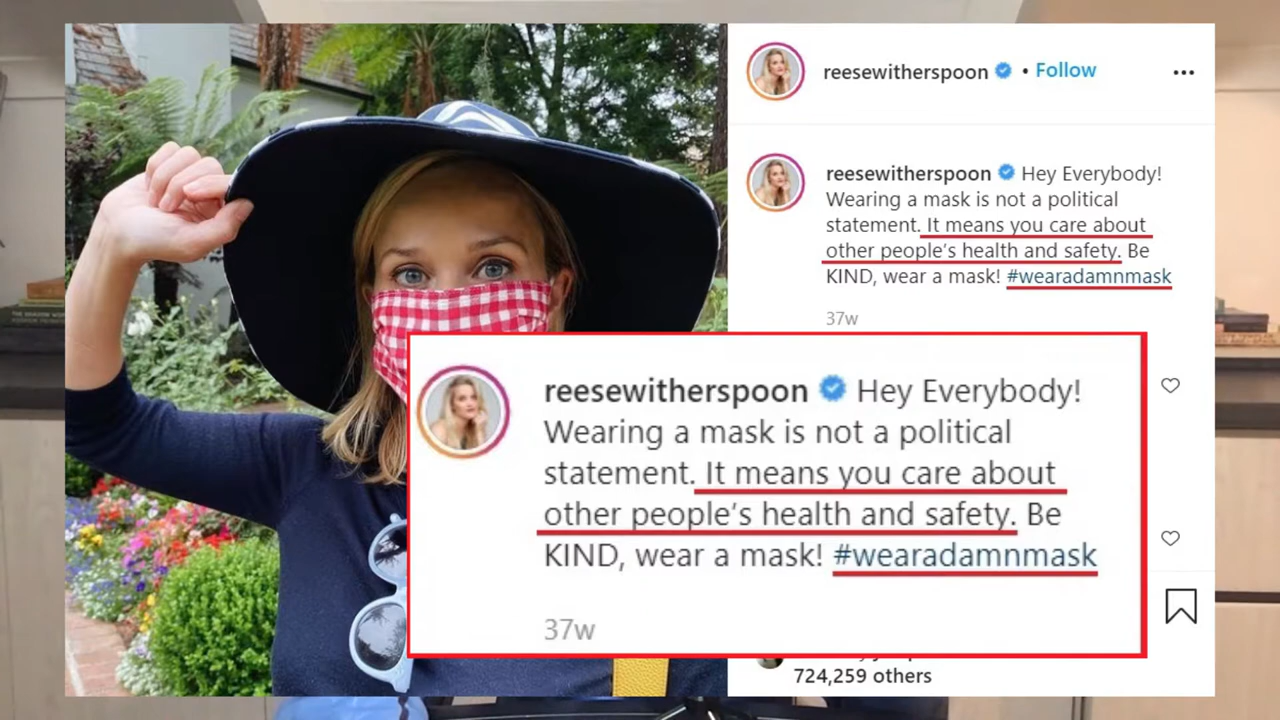 reesewitherspoon • Follow
reesewitherspoon Hey Everybody!
Wearing a mask is not a political
statement. It means you care about
other people's health and safety. Be
KIND, wear a mask! #wearadamnmask
37w
reesewitherspoon Hey Everybody!
Wearing a mask is not a political
statement. It means you care about
other people's health and safety. Be
KIND, wear a mask! #wearadamnmask
37w
724,259 others